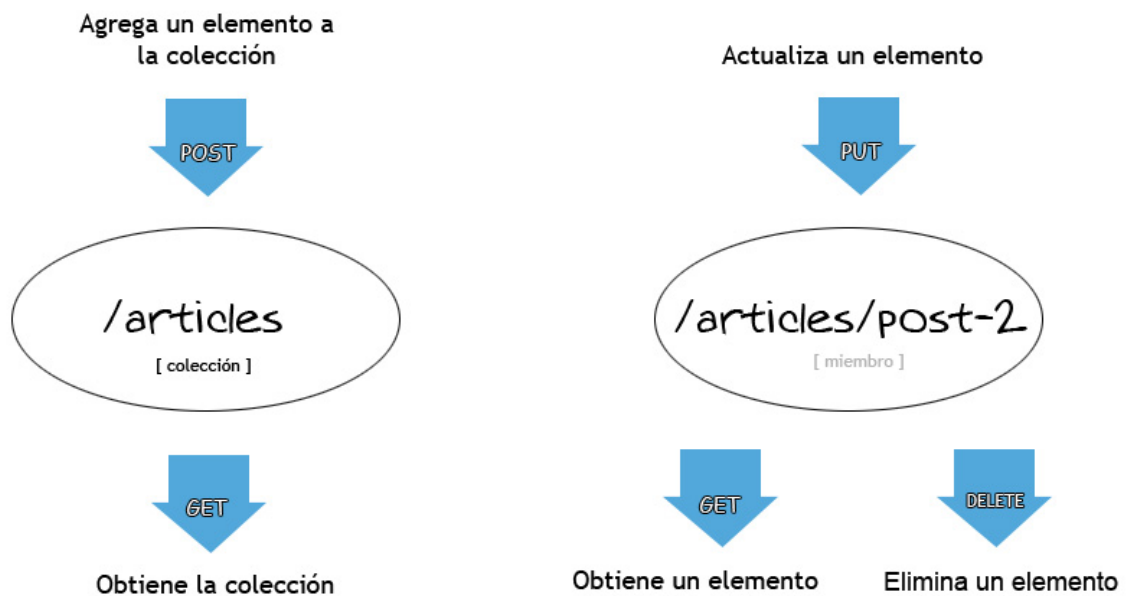 Agrega un elemento a
la colección
POST
/articles
[ colección ]
GET
Obtiene la colección
Actualiza un elemento
PUT
/articles/post-2
[ miembro ]
GET
DELETE
Obtiene un elemento
Elimina un elemento